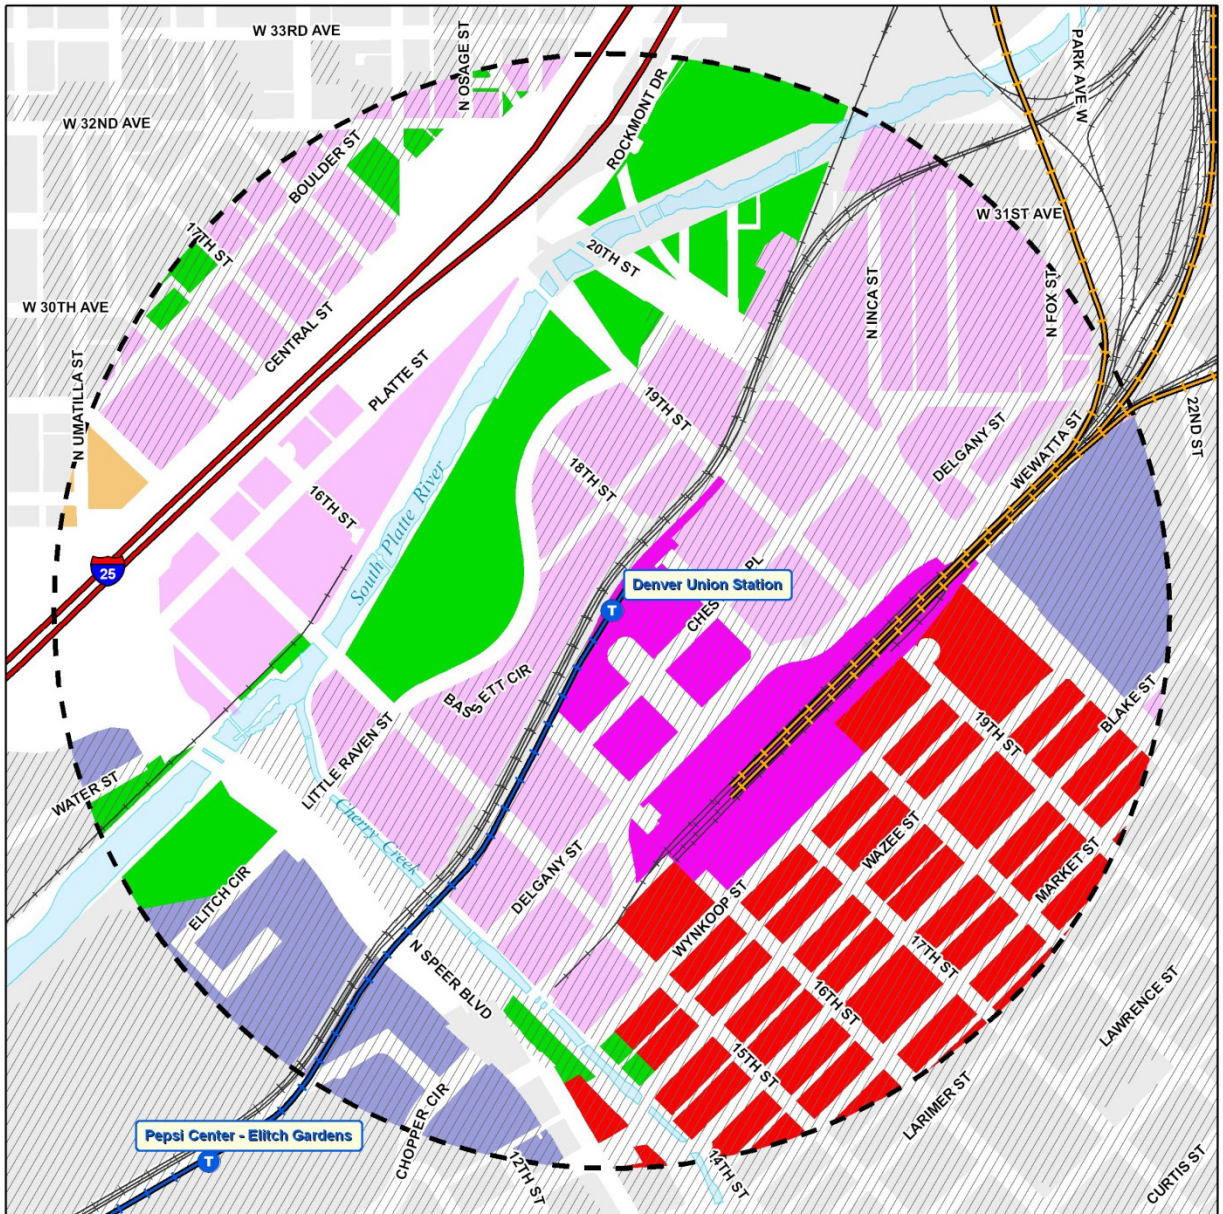 W 33RD AVE
N OSAGE ST
PARK AVE W
W 32ND AVE
BOULDER ST
ROCKMONT DR
17TH ST
W 31ST AVE
20TH ST
W 30TH AVE
CENTRAL ST
N INCA ST
N FOX ST
N UMATILLA ST
PLATTE ST
19TH ST
22ND ST
DELGANY ST
WEWATTA ST
18TH ST
16TH ST
South Platte River
25
Denver Union Station
T
CHES
PL
BASSETT CIR
S
BLAKE ST
19TH ST
LITTLE RAVEN ST
WATER ST
Cherry Creek
WAZEE ST
MARKET ST
ELITCH CIR
DELGANY ST
WYNKOOP ST
17TH ST
N SPEER BLVD
16TH ST
LAWRENCE ST
15TH ST
LARIMER ST
Pepsi Center - Elitch Gardens
T
CHOPPER CIR
12TH ST
14TH ST
CURTIS ST